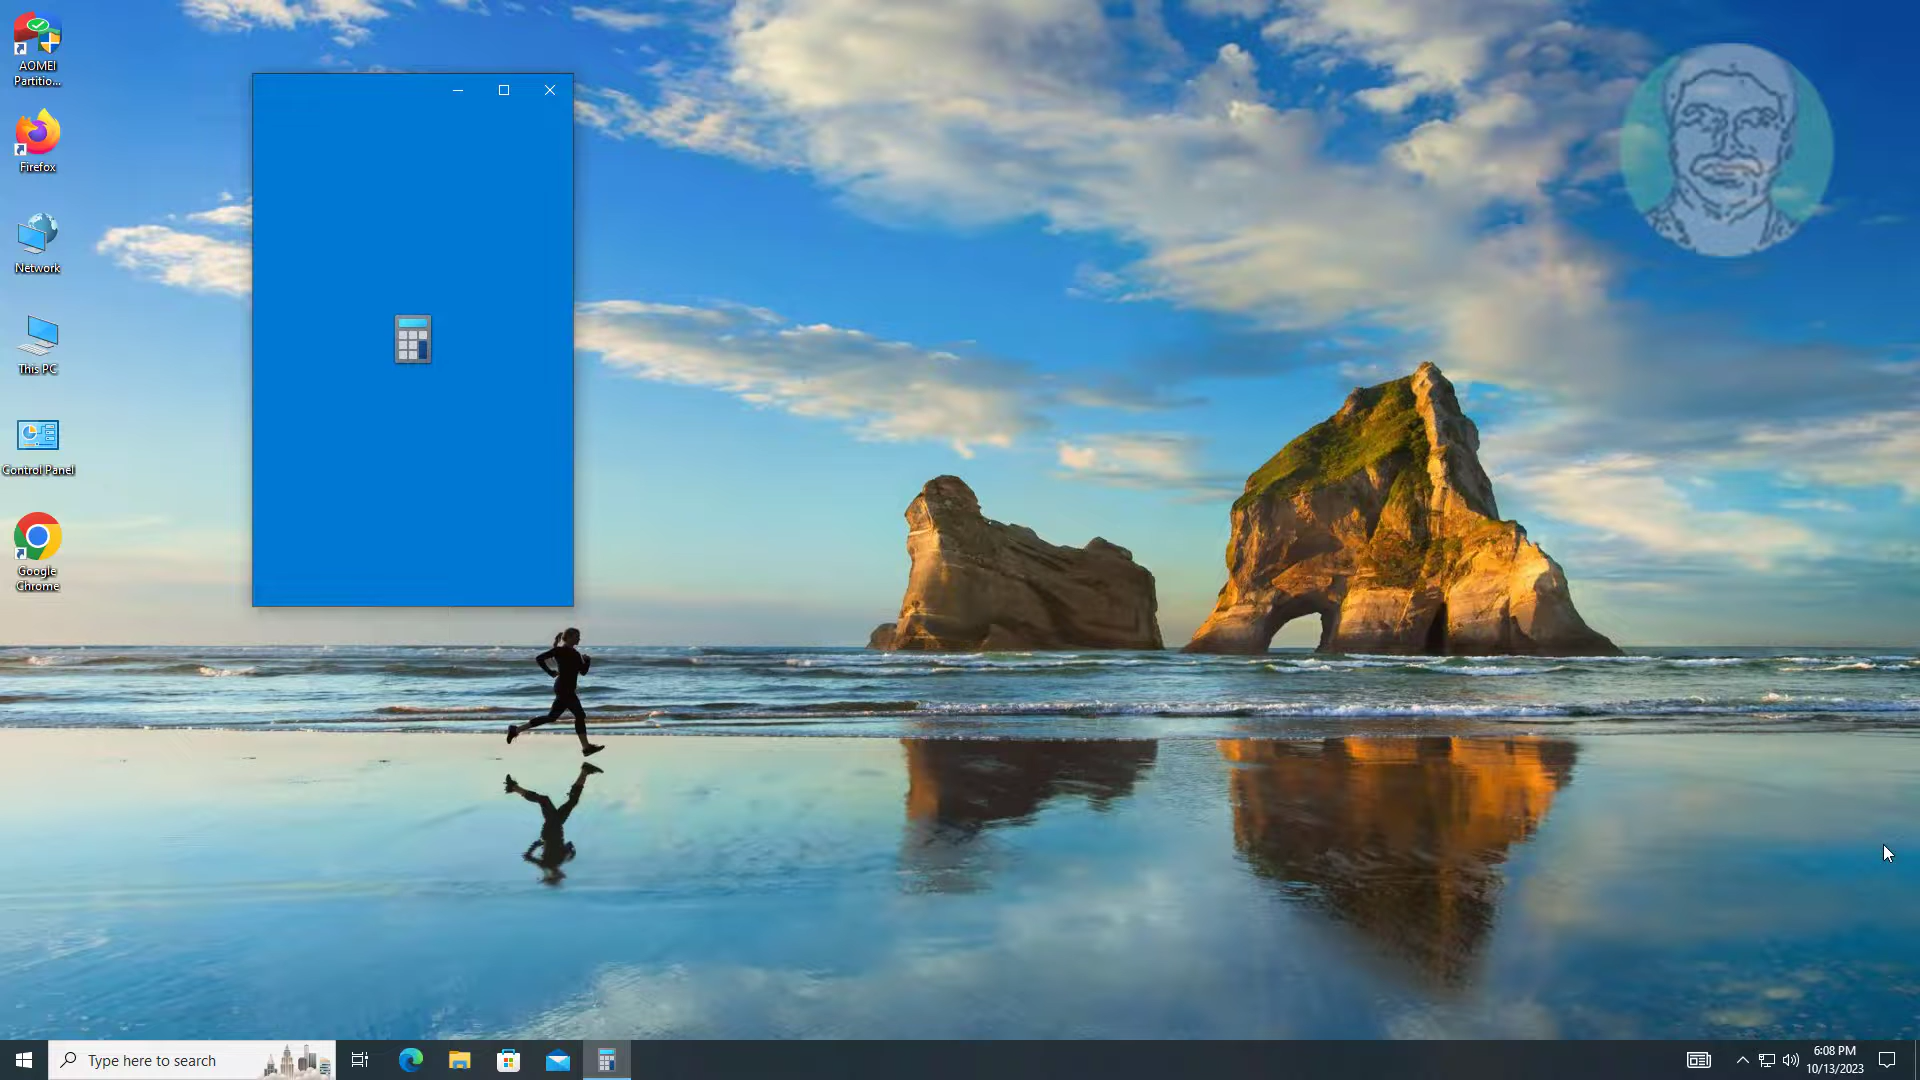 AOMEI
Partitio...
Firefox
Network
This PC
Control Panel
Google
Chrome
Type here to search
6:08 PM
10/13/2023